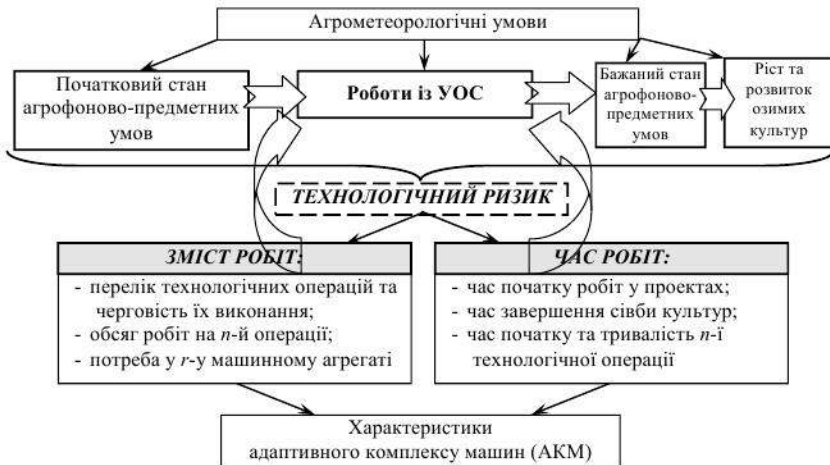 Агрометеорологічні умови
Початковий стан
агрофоново-предметних
умов
Роботи із УОС
Бажаний стан
агрофоново-
предметних
умов
Ріст та
розвиток
озимих
культур
ТЕХНОЛОГІЧНИЙ РИЗИК
ЗМІСТ РОБІТ:
- перелік технологічних операцій та
черговість їх виконання;
- обсяг робіт на n-й операції;
- потреба у r-у машинному агрегаті
ЧАС РОБІТ:
- час початку робіт у проектах;
- час завершення сівби культур;
- час початку та тривалість n-ї
технологічної операції
Характеристики
адаптивного комплексу машин (АКМ)